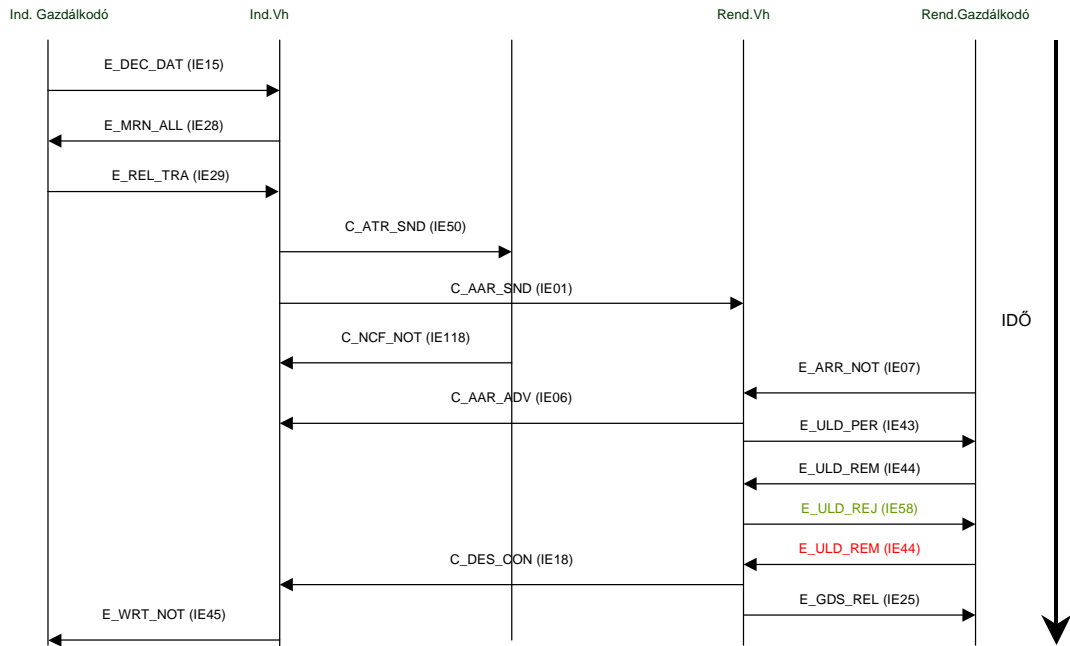 Ind. Gazdálkodó
Ind.Vh
Rend.Vh
Rend.Gazdálkodó
E_DEC_DAT (IE15)
E_MRN_ALL (IE28)
E_REL_TRA (IE29)
C_ATR_SND (IE50)
C_AAR_SND (IE01)
IDŐ
C_NCF_NOT (IE118)
E_ARR_NOT (IE07)
C_AAR_ADV (IE06)
E_ULD_PER (IE43)
E_ULD_REM (IE44)
E_ULD_REJ (IE58)
E_ULD_REM (IE44)
C_DES_CON (IE18)
E_GDS_REL (IE25)
E_WRT_NOT (IE45)